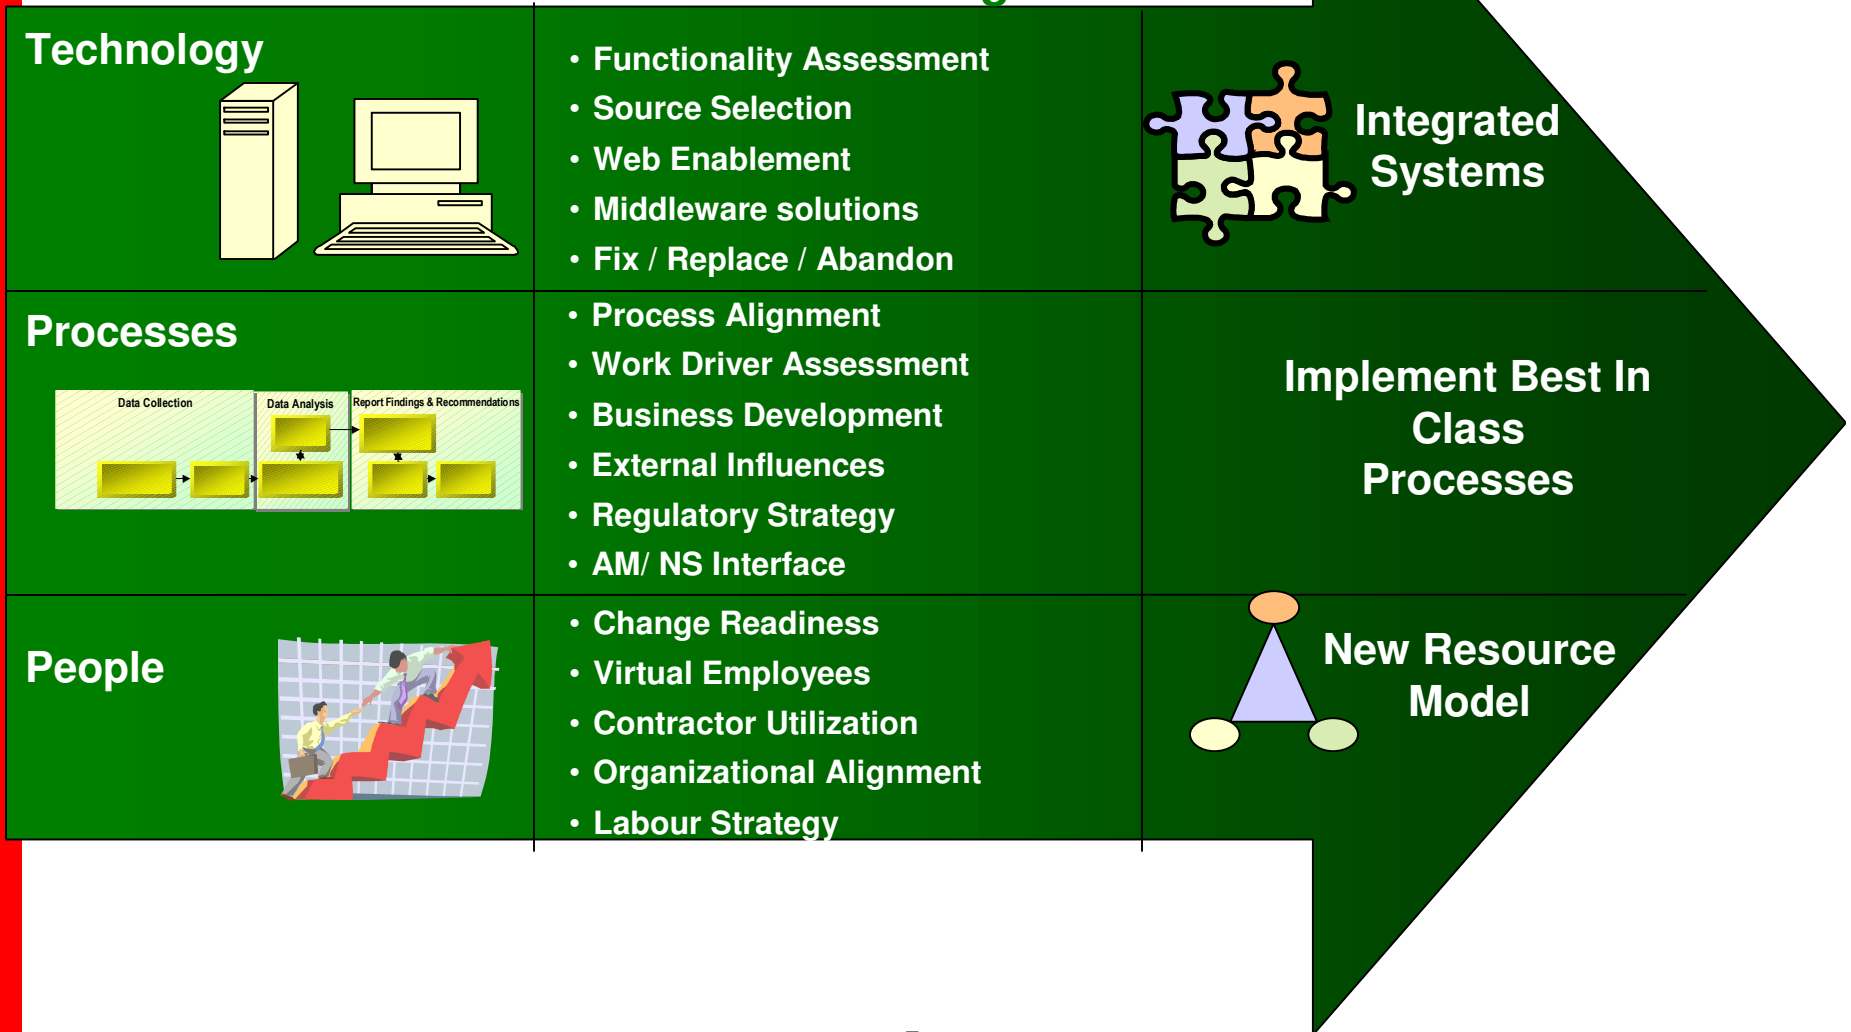 Technology
• Functionality Assessment
• Source Selection
• Web Enablement
• Middleware solutions
• Fix / Replace / Abandon
Integrated
Systems
Processes
Data Collection
Data Analysis
Report Findings & Recommendations
• Process Alignment
• Work Driver Assessment
• Business Development
• External Influences
• Regulatory Strategy
• AM/ NS Interface
Implement Best In
Class
Processes
People
• Change Readiness
• Virtual Employees
• Contractor Utilization
• Organizational Alignment
• Labour Strategy
New Resource
Model